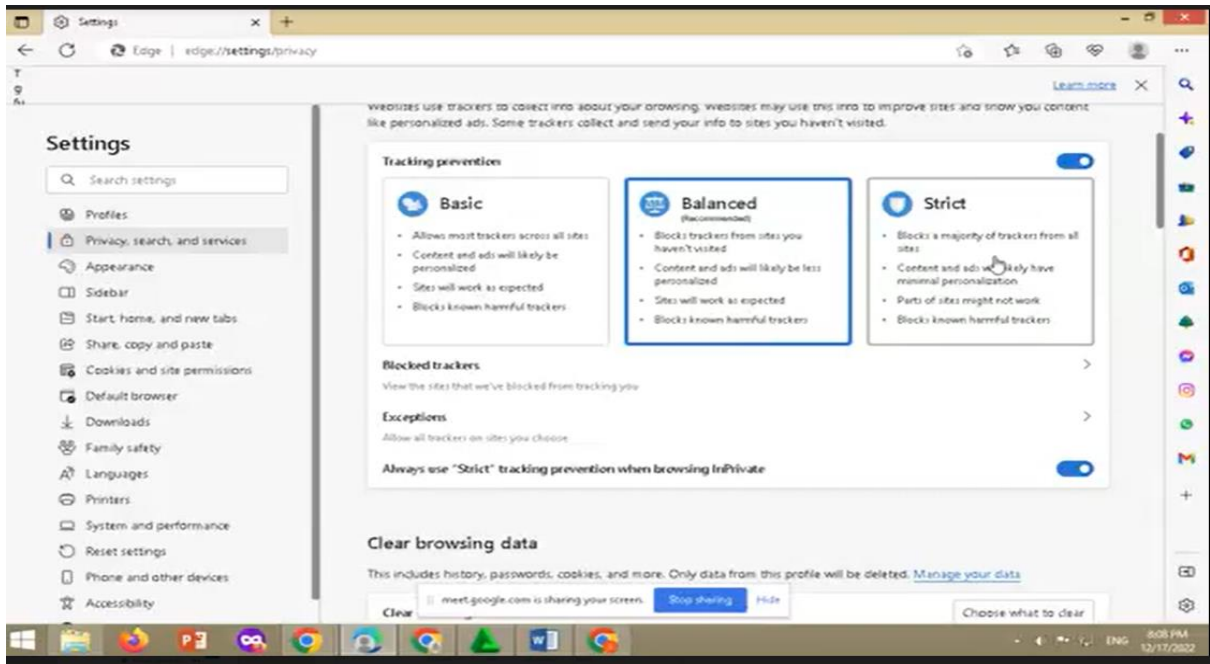 Settings
Edge | edge://settings/privacy
Learn more
Websites use trackers to collect info about your browsing. Websites may use this info to improve sites and show you content
like personalized ads. Some trackers collect and send your info to sites you haven't visited.
Settings
Search settings
Profiles
Privacy, search, and services
Appearance
Sidebar
Start, home, and new tabs
Share, copy and paste
Cookies and site permissions
Default browser
Downloads
Family safety
Languages
Printers
System and performance
Reset settings
Phone and other devices
Accessibility
Tracking prevention
Basic
• Allows most trackers across all sites
• Content and ads will likely be
personalized
• Sites will work as expected
• Blocks known harmful trackers
Balanced
(Recommended)
• Blocks trackers from sites you
haven't visited
• Content and ads will likely be less
personalized
• Sites will work as expected
• Blocks known harmful trackers
Strict
• Blocks a majority of trackers from all
sites
• Content and ads will likely have
minimal personalization
• Parts of sites might not work
• Blocks known harmful trackers
Blocked trackers
View the sites that we've blocked from tracking you
Exceptions
Allow all trackers on sites you choose
Always use "Strict" tracking prevention when browsing InPrivate
Clear browsing data
This includes history, passwords, cookies, and more. Only data from this profile will be deleted. Manage your data
Clear
Choose what to clear
meet.google.com is sharing your screen. Stop sharing Hide
ENG
8:08 PM
12/17/2022